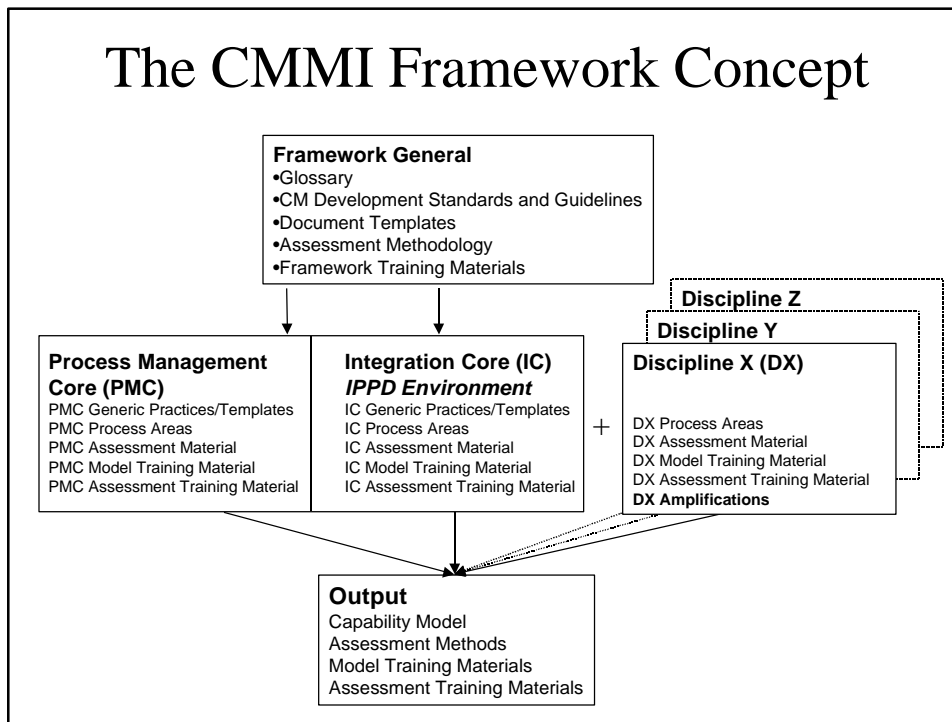 The CMMI Framework Concept
Framework General
•Glossary
•CM Development Standards and Guidelines
•Document Templates
•Assessment Methodology
•Framework Training Materials
Process Management
Core (PMC)
PMC Generic Practices/Templates
PMC Process Areas
PMC Assessment Material
PMC Model Training Material
PMC Assessment Training Material
Integration Core (IC)
IPPD Environment
IC Generic Practices/Templates
IC Process Areas
IC Assessment Material
IC Model Training Material
IC Assessment Training Material
+
Discipline Z
Discipline Y
Discipline X (DX)
DX Process Areas
DX Assessment Material
DX Model Training Material
DX Assessment Training Material
DX Amplifications
Output
Capability Model
Assessment Methods
Model Training Materials
Assessment Training Materials